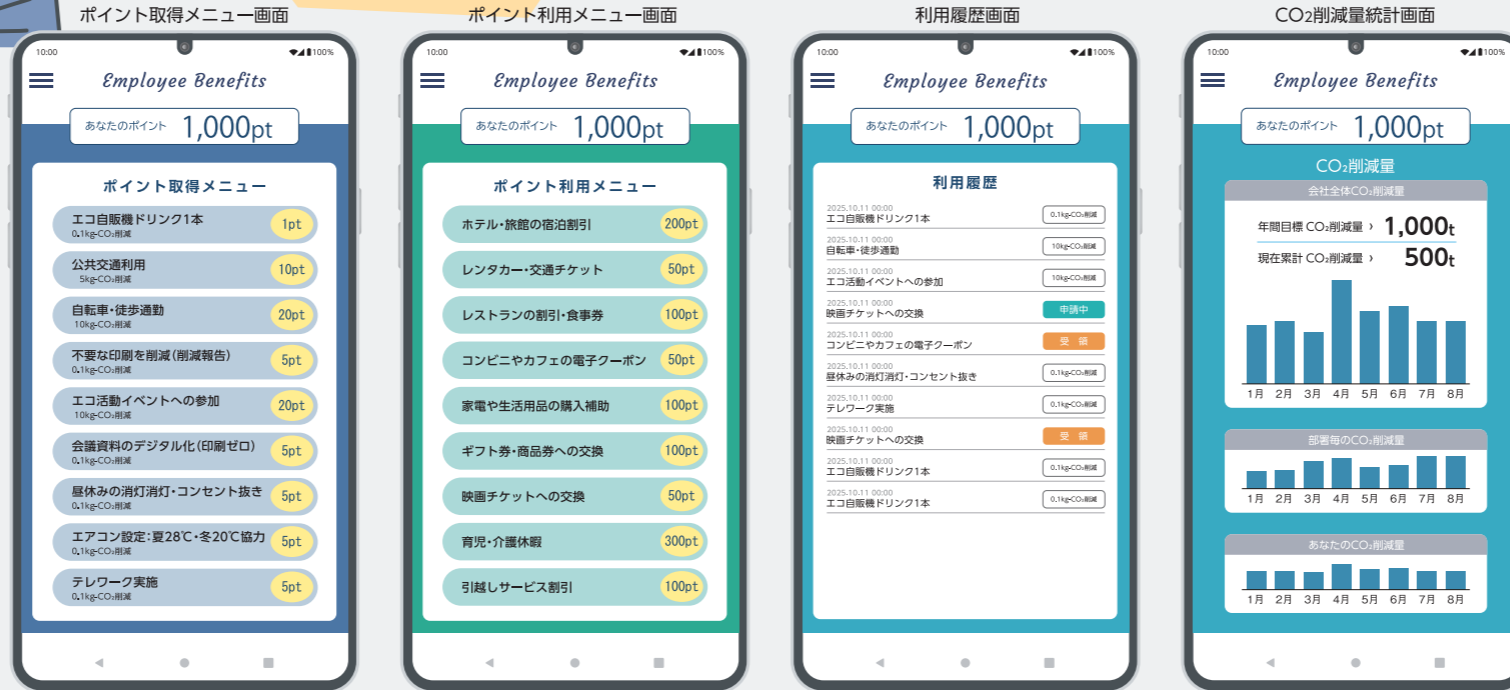 ポイント取得メニュー画面
10:00
100%
Employee Benefits
あなたのポイント 1,000pt
ポイント取得メニュー
エコ自販機ドリンク1本
0.1kg-CO₂削減
1pt
公共交通利用
5kg-CO₂削減
10pt
自転車・徒歩通勤
10kg-CO₂削減
20pt
不要な印刷を削減(削減報告)
0.1kg-CO₂削減
5pt
エコ活動イベントへの参加
10kg-CO₂削減
20pt
会議資料のデジタル化(印刷ゼロ)
0.1kg-CO₂削減
5pt
昼休みの消灯消灯・コンセント抜き
0.1kg-CO₂削減
5pt
エアコン設定:夏28℃・冬20℃協力
0.1kg-CO₂削減
5pt
テレワーク実施
0.1kg-CO₂削減
5pt
ポイント利用メニュー画面
10:00
100%
Employee Benefits
あなたのポイント 1,000pt
ポイント利用メニュー
ホテル・旅館の宿泊割引 200pt
レンタカー・交通チケット 50pt
レストランの割引・食事券 100pt
コンビニやカフェの電子クーポン 50pt
家電や生活用品の購入補助 100pt
ギフト券・商品券への交換 100pt
映画チケットへの交換 50pt
育児・介護休暇 300pt
引越しサービス割引 100pt
利用履歴画面
10:00
100%
Employee Benefits
あなたのポイント 1,000pt
利用履歴
2025.10.11 00:00
エコ自販機ドリンク1本
0.1kg-CO₂削減
2025.10.11 00:00
自転車・徒歩通勤
10kg-CO₂削減
2025.10.11 00:00
エコ活動イベントへの参加
10kg-CO₂削減
2025.10.11 00:00
映画チケットへの交換
申請中
2025.10.11 00:00
コンビニやカフェの電子クーポン
受 領
2025.10.11 00:00
昼休みの消灯消灯・コンセント抜き
0.1kg-CO₂削減
2025.10.11 00:00
テレワーク実施
0.1kg-CO₂削減
2025.10.11 00:00
映画チケットへの交換
受 領
2025.10.11 00:00
エコ自販機ドリンク1本
0.1kg-CO₂削減
2025.10.11 00:00
エコ自販機ドリンク1本
0.1kg-CO₂削減
CO2削減量統計画面
10:00
100%
Employee Benefits
あなたのポイント 1,000pt
CO₂削減量
会社全体CO₂削減量
年間目標 CO₂削減量 › 1,000t
現在累計 CO₂削減量 › 500t
1月 2月 3月 4月 5月 6月 7月 8月
部署毎のCO₂削減量
1月 2月 3月 4月 5月 6月 7月 8月
あなたのCO₂削減量
1月 2月 3月 4月 5月 6月 7月 8月